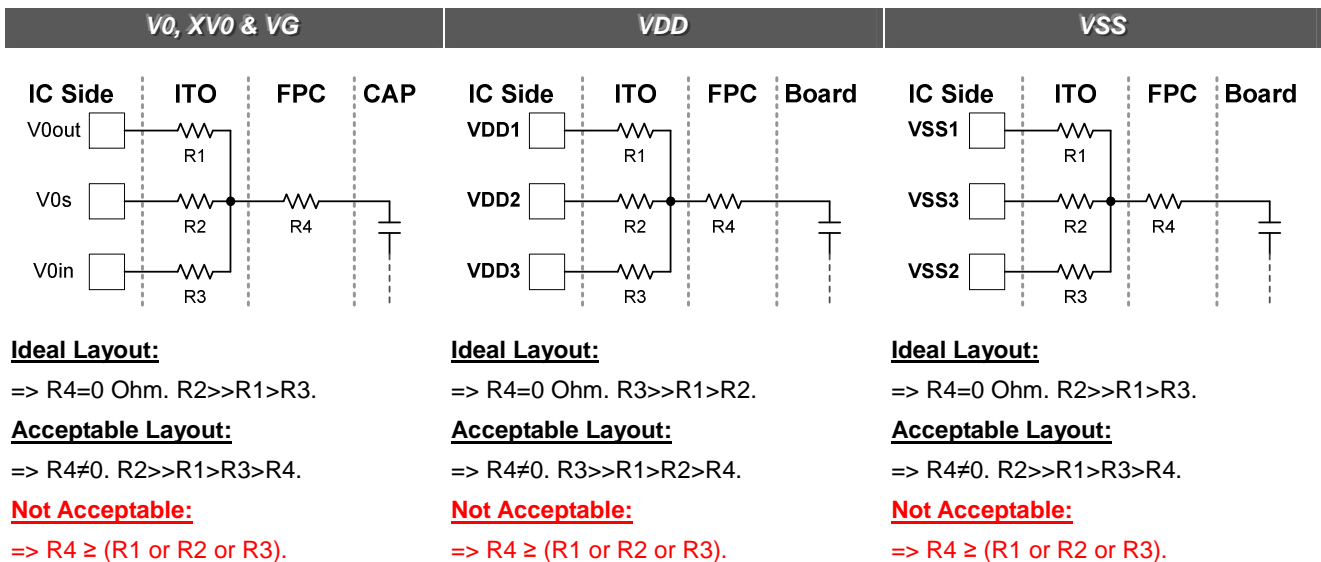 V0, XV0 & VG
IC Side ITO FPC CAP
V0out
R1
V0s
R2 R4
V0in
R3
Ideal Layout:
=> R4=0 Ohm. R2>>R1>R3.
Acceptable Layout:
=> R4≠0. R2>>R1>R3>R4.
Not Acceptable:
=> R4 ≥ (R1 or R2 or R3).
VDD
IC Side ITO FPC Board
VDD1
R1
VDD2
R2 R4
VDD3
R3
Ideal Layout:
=> R4=0 Ohm. R3>>R1>R2.
Acceptable Layout:
=> R4≠0. R3>>R1>R2>R4.
Not Acceptable:
=> R4 ≥ (R1 or R2 or R3).
VSS
IC Side ITO FPC Board
VSS1
R1
VSS3
R2 R4
VSS2
R3
Ideal Layout:
=> R4=0 Ohm. R2>>R1>R3.
Acceptable Layout:
=> R4≠0. R2>>R1>R3>R4.
Not Acceptable:
=> R4 ≥ (R1 or R2 or R3).